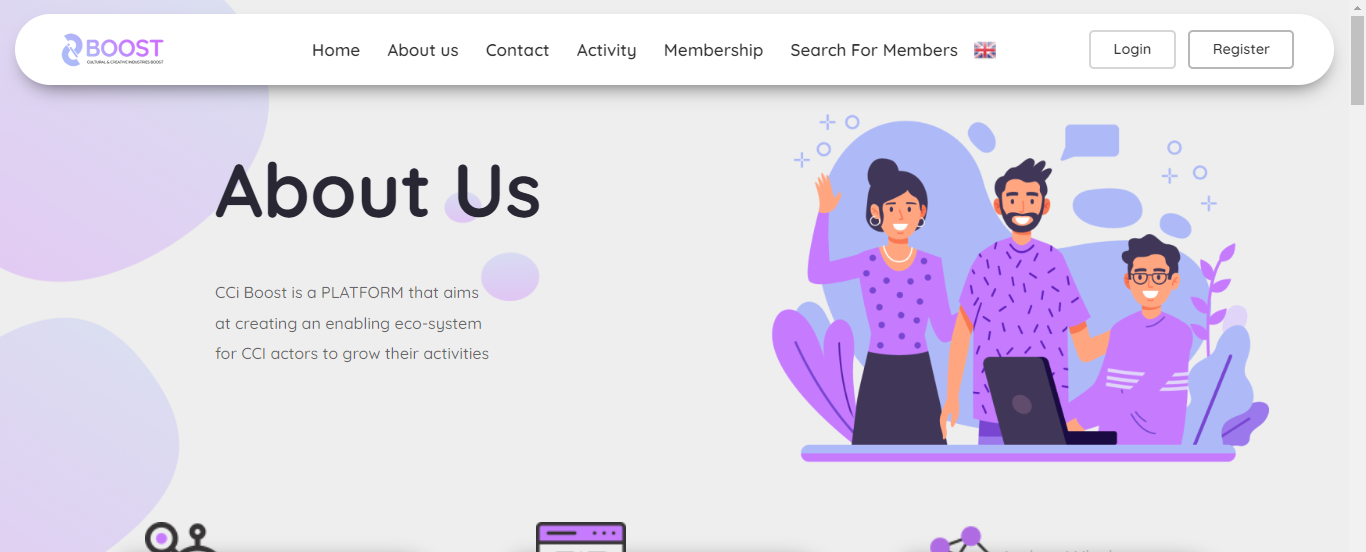 BOOST
CULTURAL & CREATIVE INDUSTRIES BOOST
Home
About us
Contact
Activity
Membership
Search For Members
Login
Register
About Us
CCi Boost is a PLATFORM that aims
at creating an enabling eco-system
for CCI actors to grow their activities